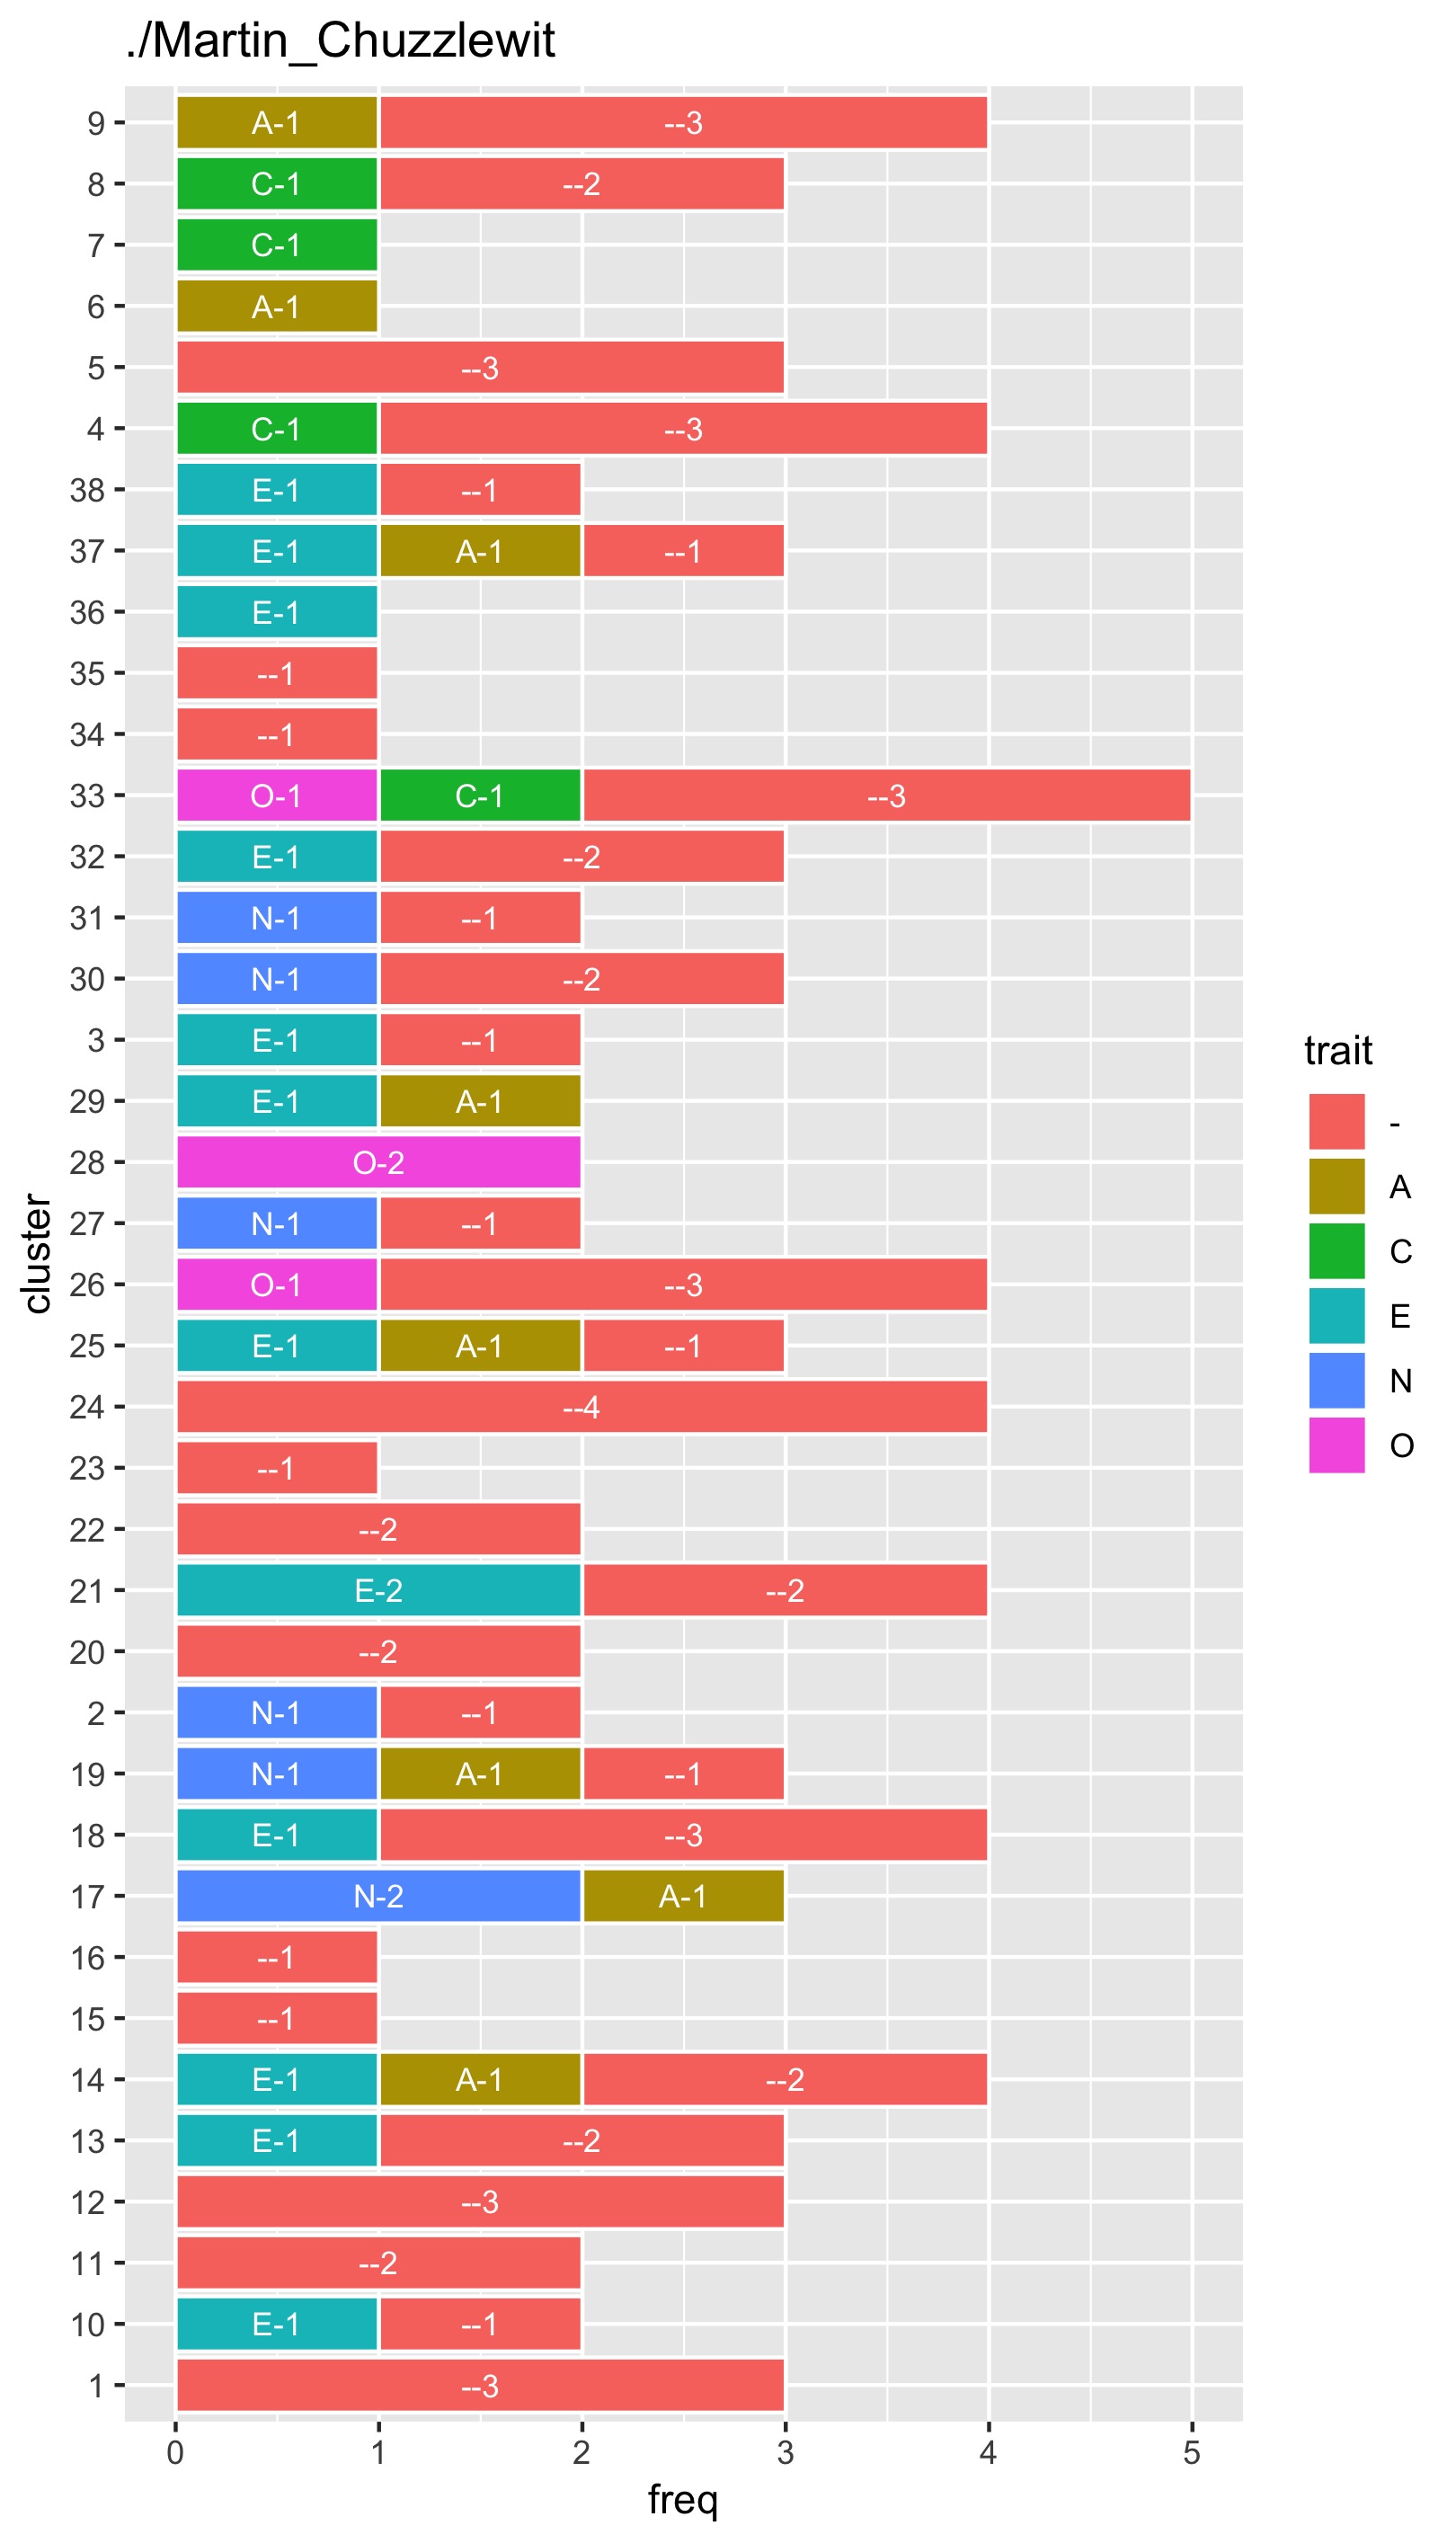 ./Martin_Chuzzlewit
9 A-1 --3
8 C-1 --2
7 C-1
6 A-1
5 --3
4 C-1 --3
38 E-1 --1
37 E-1 A-1 --1
36 E-1
35 --1
34 --1
33 O-1 C-1 --3
32 E-1 --2
31 N-1 --1
30 N-1 --2
3 E-1 --1
29 E-1 A-1
28 O-2
27 N-1 --1
26 O-1 --3
25 E-1 A-1 --1
24 --4
23 --1
22 --2
21 E-2 --2
20 --2
2 N-1 --1
19 N-1 A-1 --1
18 E-1 --3
17 N-2 A-1
16 --1
15 --1
14 E-1 A-1 --2
13 E-1 --2
12 --3
11 --2
10 E-1 --1
1 --3
0 1 2 3 4 5
freq
cluster
trait
-
A
C
E
N
O